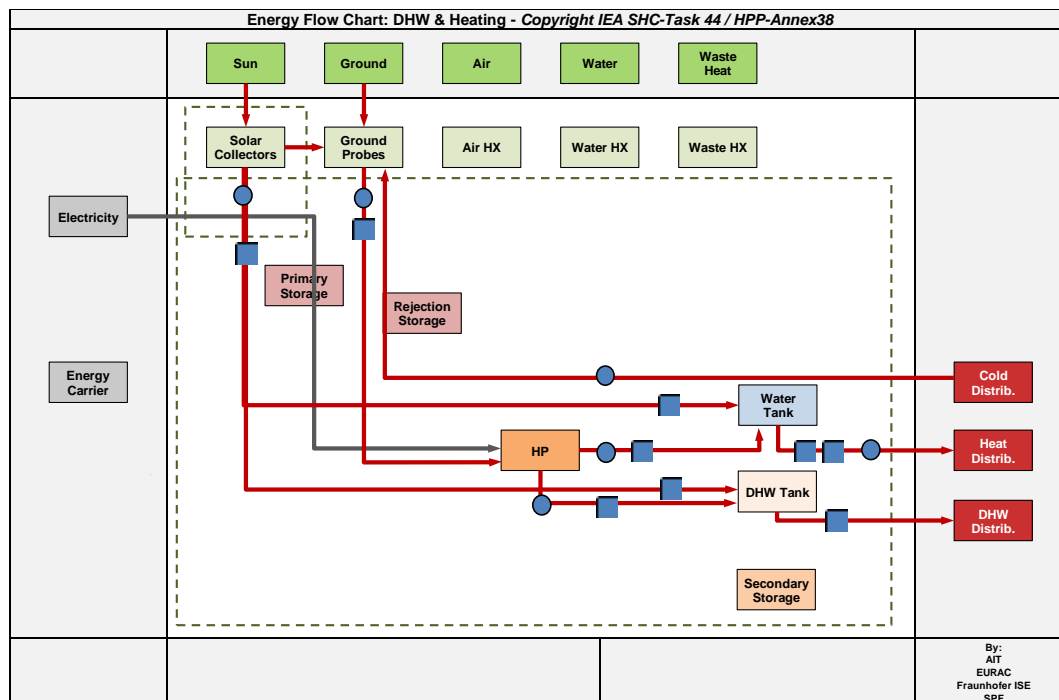 Energy Flow Chart: DHW & Heating - Copyright IEA SHC-Task 44 / HPP-Annex38
Sun
Ground
Air
Water
Waste
Heat
Solar
Collectors
Ground
Probes
Air HX
Water HX
Waste HX
Electricity
Primary
Storage
Rejection
Storage
Energy
Carrier
Cold
Distrib.
Water
Tank
HP
Heat
Distrib.
DHW Tank
DHW
Distrib.
Secondary
Storage
By:
AIT
EURAC
Fraunhofer ISE
SPF